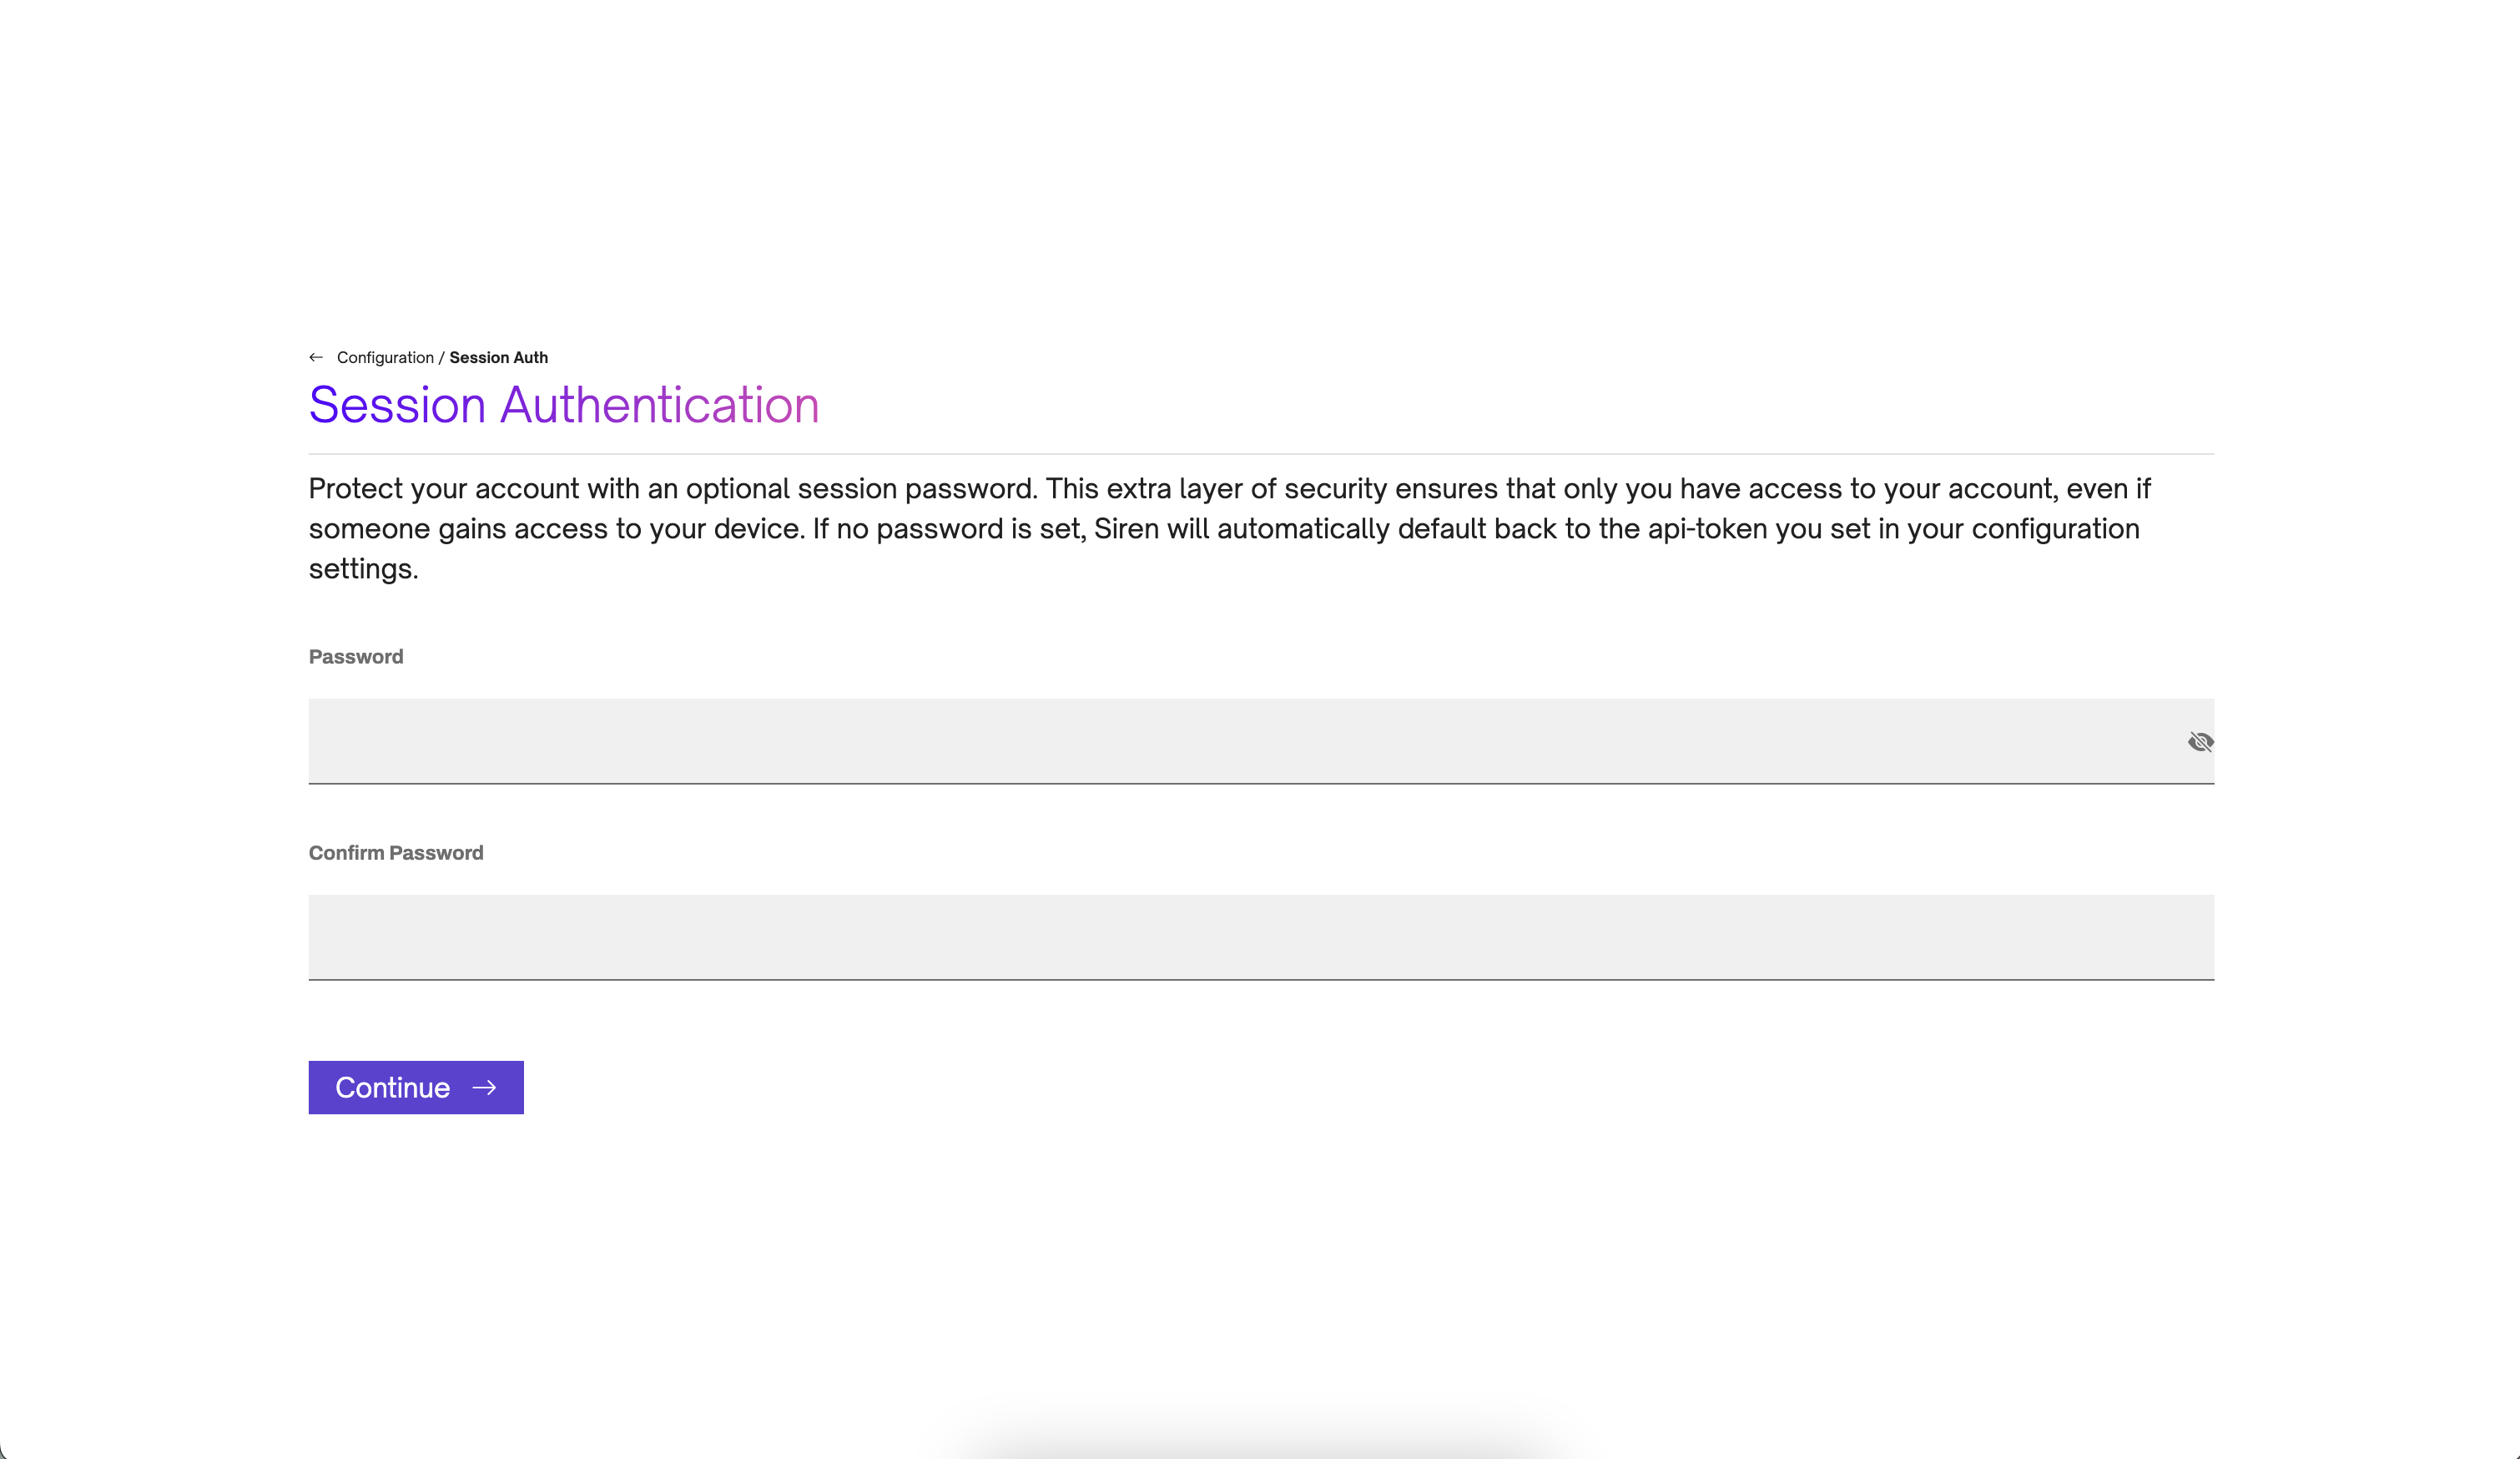 ← Configuration / Session Auth
Session Authentication
Protect your account with an optional session password. This extra layer of security ensures that only you have access to your account, even if
someone gains access to your device. If no password is set, Siren will automatically default back to the api-token you set in your configuration
settings.
Password
Confirm Password
Continue →